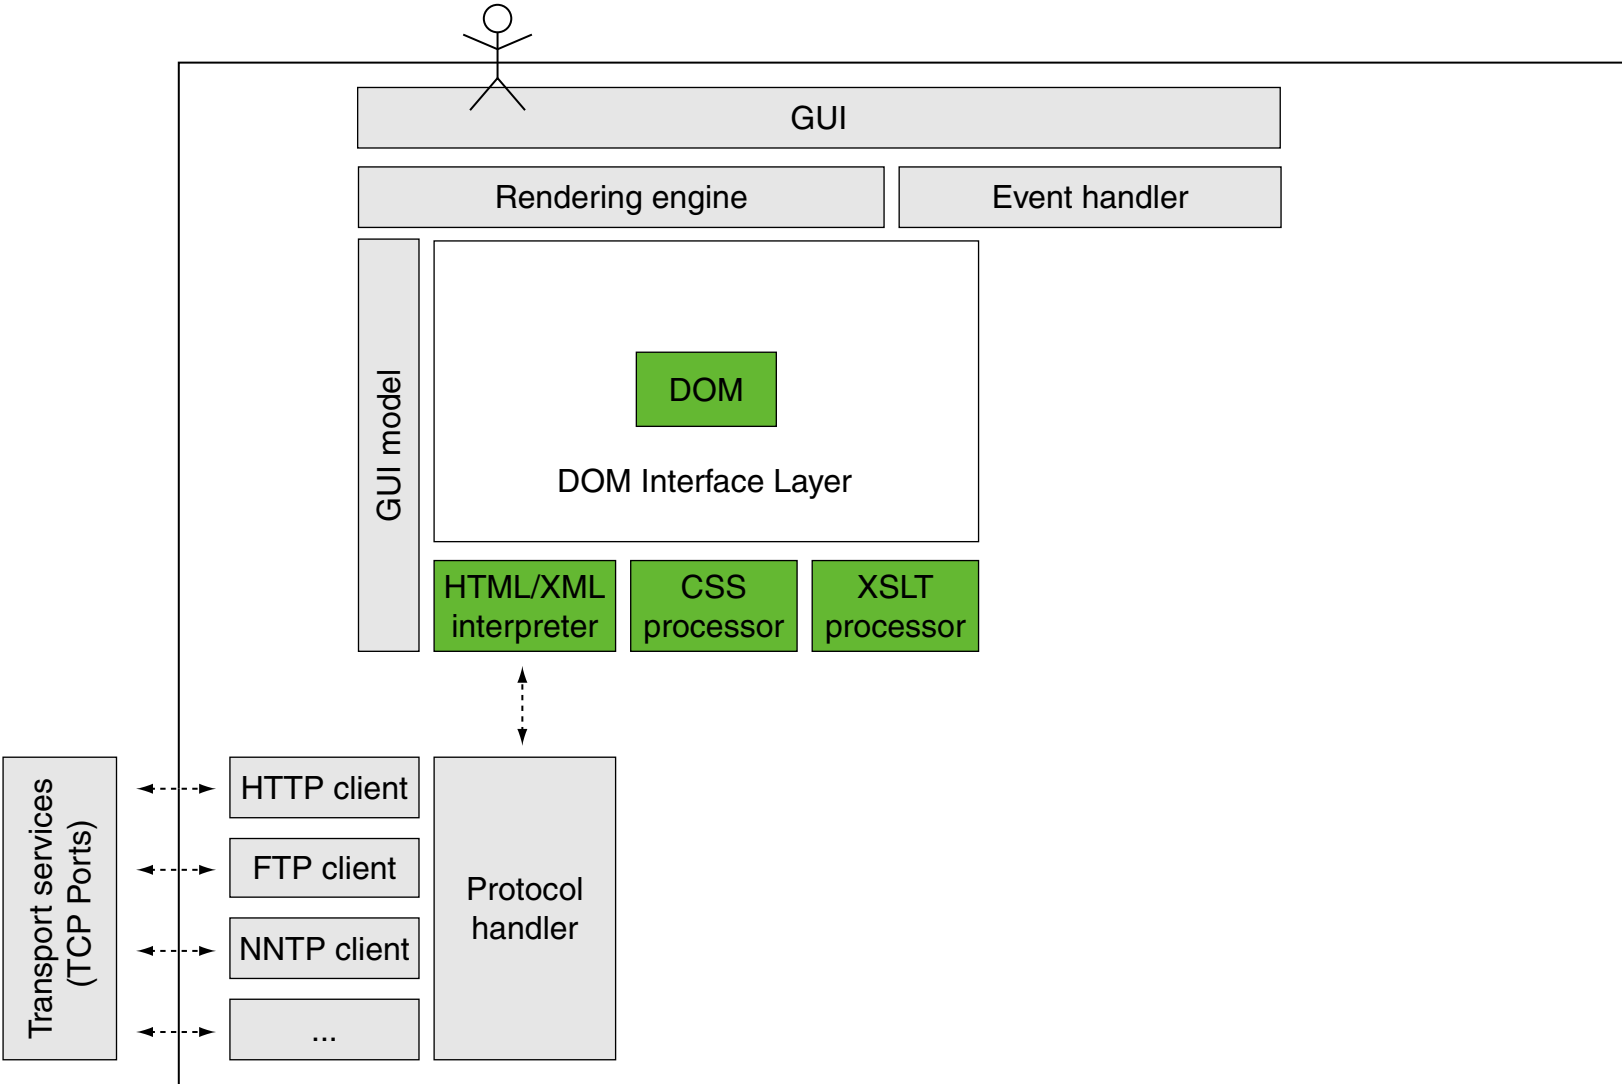 GUI
Rendering engine
Event handler
GUI model
DOM
DOM Interface Layer
HTML/XML
interpreter
CSS
processor
XSLT
processor
Transport services
(TCP Ports)
HTTP client
FTP client
NNTP client
...
Protocol
handler